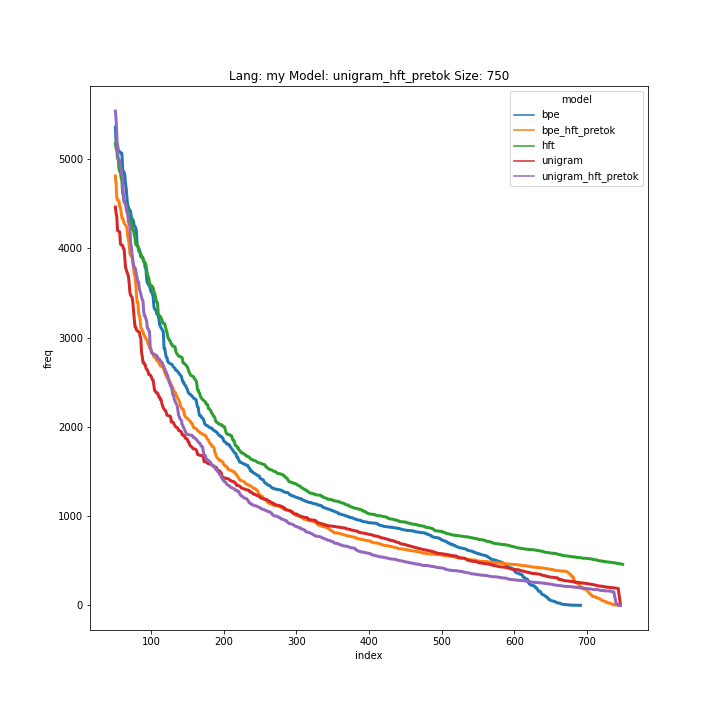 Lang: my Model: unigram_hft_pretok Size: 750
model
bpe
bpe_hft_pretok
hft
unigram
unigram_hft_pretok
freq
5000
4000
3000
2000
1000
0
100 200 300 400 500 600 700
index